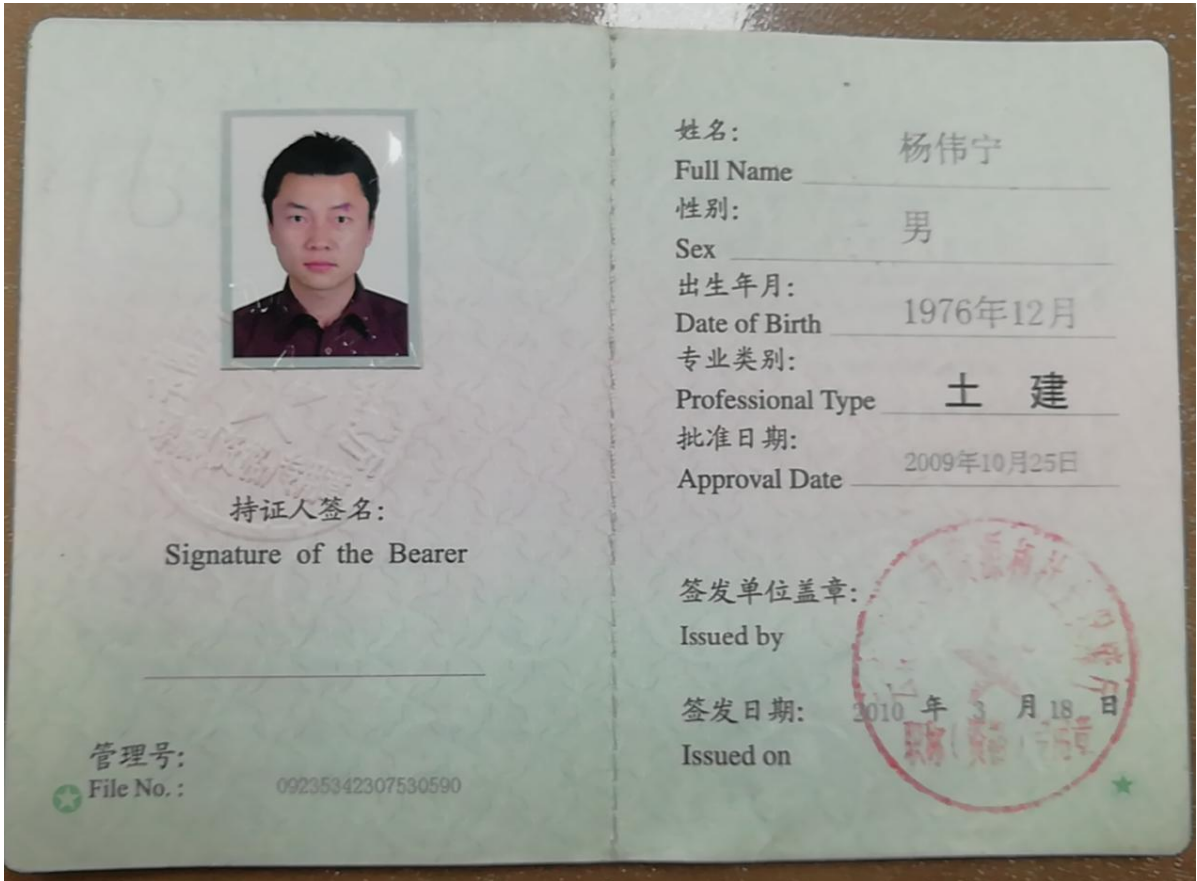 持证人签名:
Signature of the Bearer
管理号:
File No.: 09235342307530590
姓名: 杨伟宁
Full Name
性别: 男
Sex
出生年月: 1976年12月
Date of Birth
专业类别: 土 建
Professional Type
批准日期: 2009年10月25日
Approval Date
签发单位盖章:
Issued by
签发日期: 2010 年 3 月 18 日
Issued on